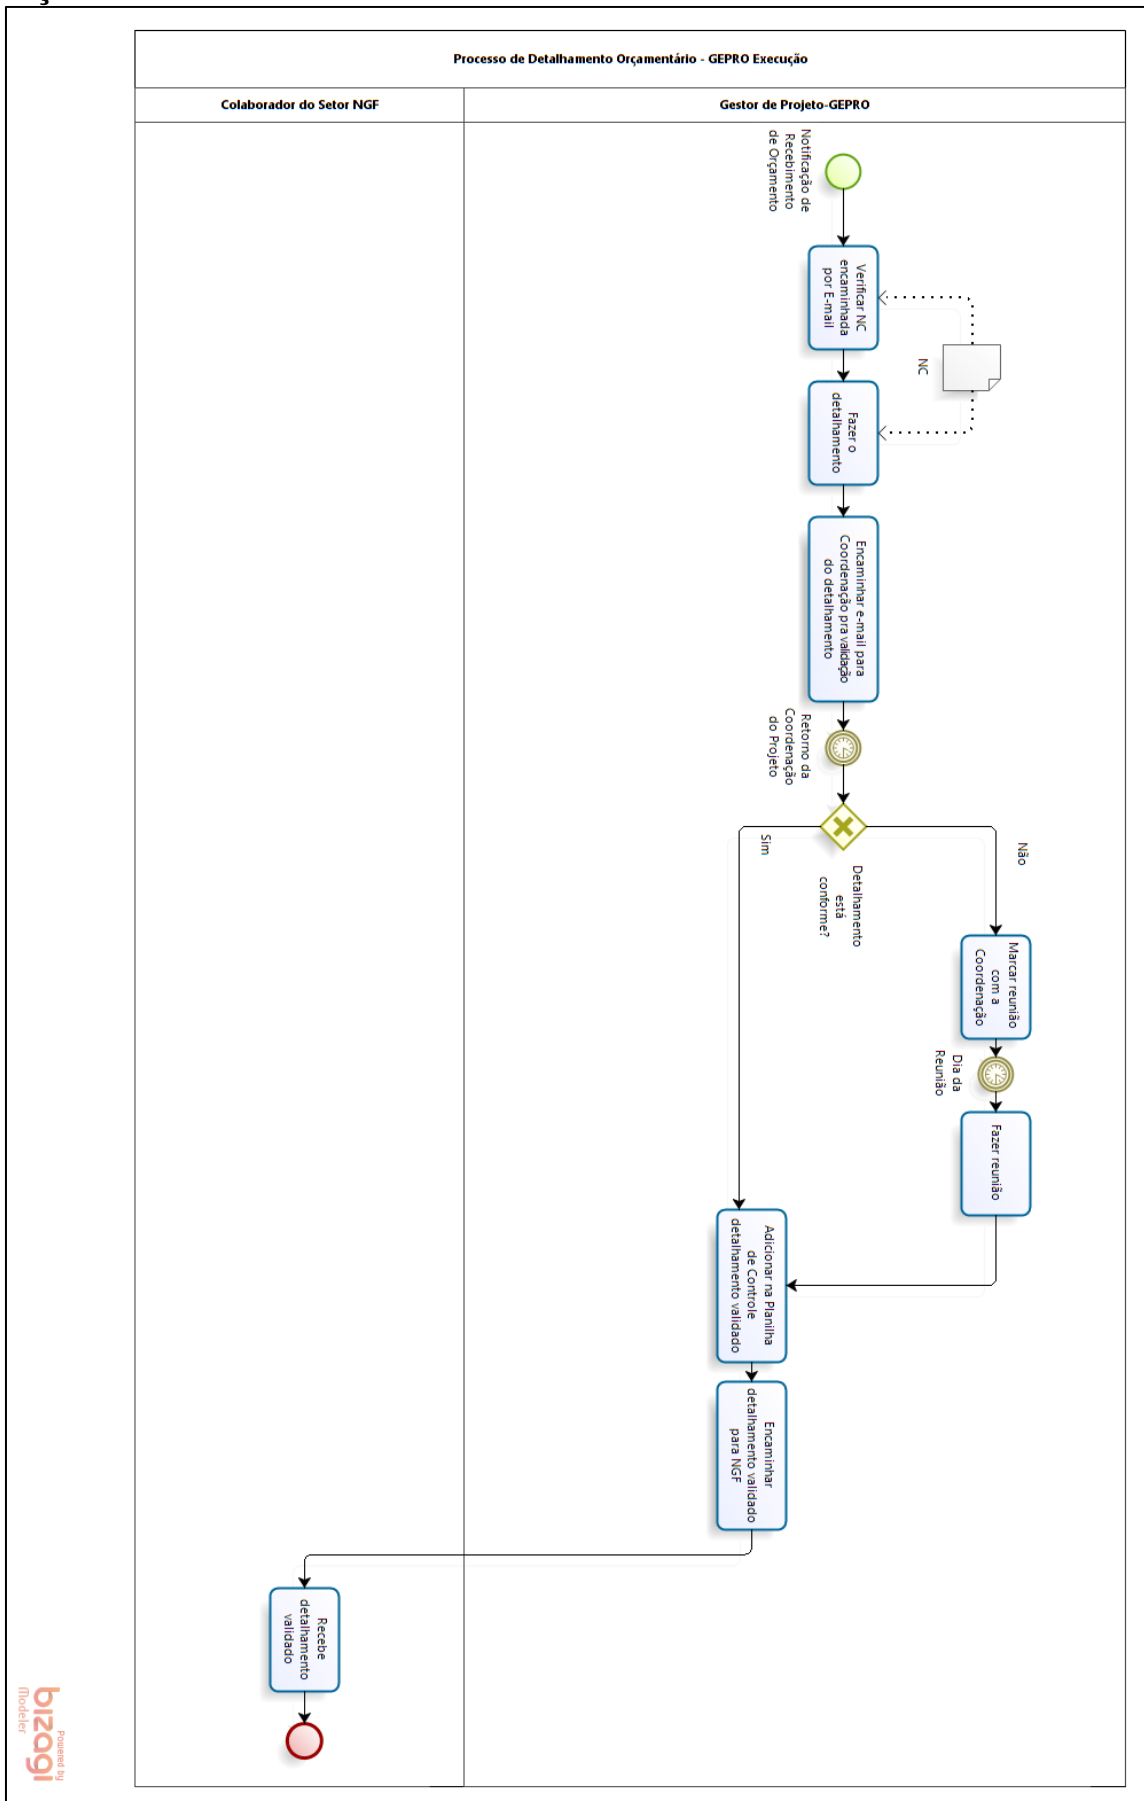 Processo de Detalhamento Orçamentário - GEPRO Execução
Colaborador do Setor NGF
Gestor de Projeto-GEPRO
Notificação de
Recebimento
de Orçamento
Verificar NC
encaminhada
por E-mail
NC
Fazer o
detalhamento
Encaminhar e-mail para
Coordenação pra validação
do detalhamento
Retorno da
Coordenação
do Projeto
Detalhamento
está
conforme?
Não
Sim
Marcar reunião
com a
Coordenação
Dia da
Reunião
Fazer reunião
Adicionar na Planilha
de Controle
detalhamento validado
Encaminhar
detalhamento validado
para NGF
Recebe
detalhamento
validado
Powered by
bizagi
Modeler